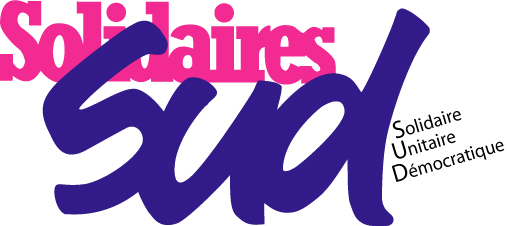 Solidaires
Sud
Solidaire
Unitaire
Démocratique